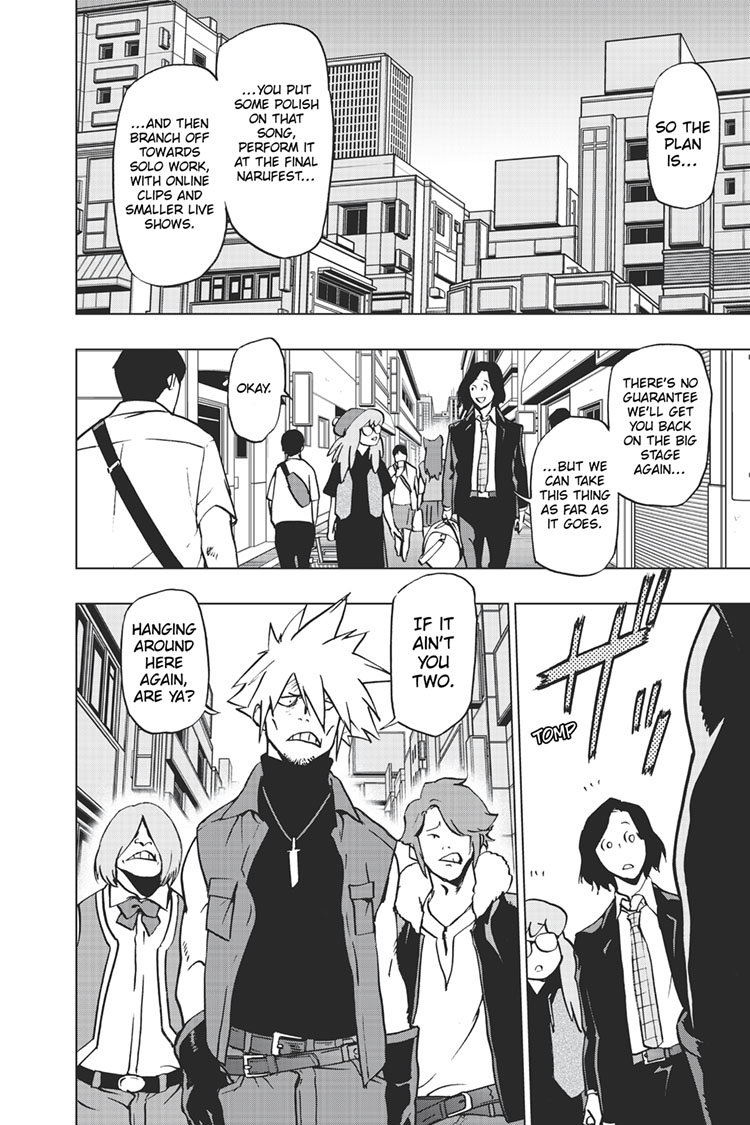 SO THE
PLAN
IS...
...YOU PUT
SOME POLISH
ON THAT
SONG,
PERFORM IT
AT THE FINAL
NARUFEST...
...AND THEN
BRANCH OFF
TOWARDS
SOLO WORK,
WITH ONLINE
CLIPS AND
SMALLER LIVE
SHOWS.
THERE'S NO
GUARANTEE
WE'LL GET
YOU BACK
ON THE BIG
STAGE
AGAIN...
...BUT WE
CAN TAKE
THIS THING
AS FAR AS
IT GOES.
OKAY.
ザッ
TOMP
IF IT
AIN'T
YOU
TWO.
HANGING
AROUND
HERE
AGAIN,
ARE YA?